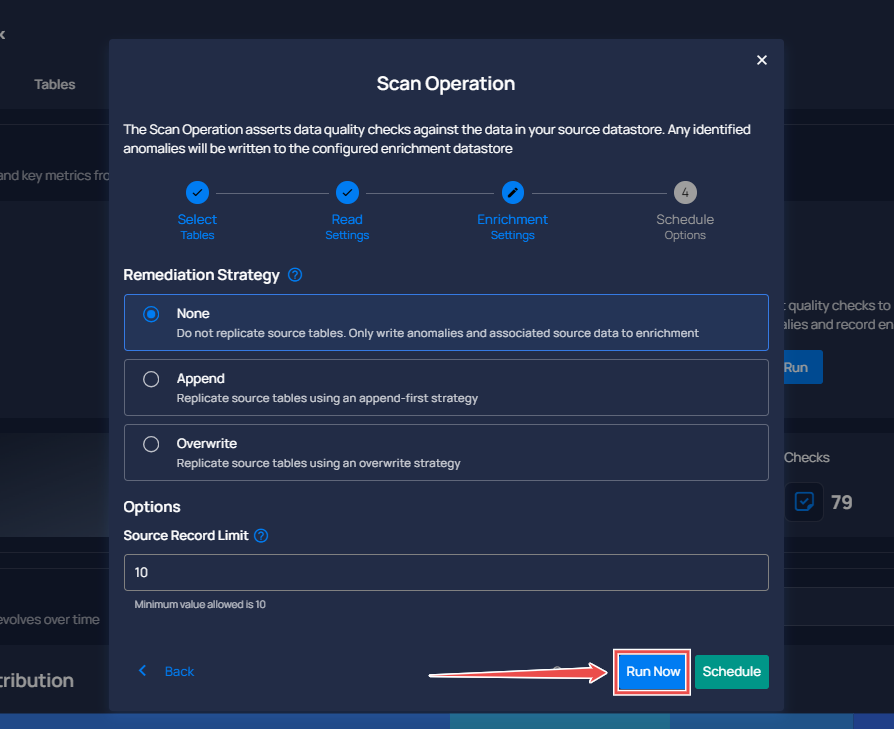 Tables
Scan Operation
The Scan Operation asserts data quality checks against the data in your source datastore. Any identified
anomalies will be written to the configured enrichment datastore
and key metrics
Select
Tables
Read
Settings
Enrichment
Settings
4
Schedule
Options
Remediation Strategy
None
Do not replicate source tables. Only write anomalies and associated source data to enrichment
quality checks to
and record
Append
Replicate source tables using an append-first strategy
Run
Overwrite
Replicate source tables using an overwrite strategy
Checks
79
Options
Source Record Limit
10
Minimum value allowed is 10
evolves over time
Back
Run Now
Schedule